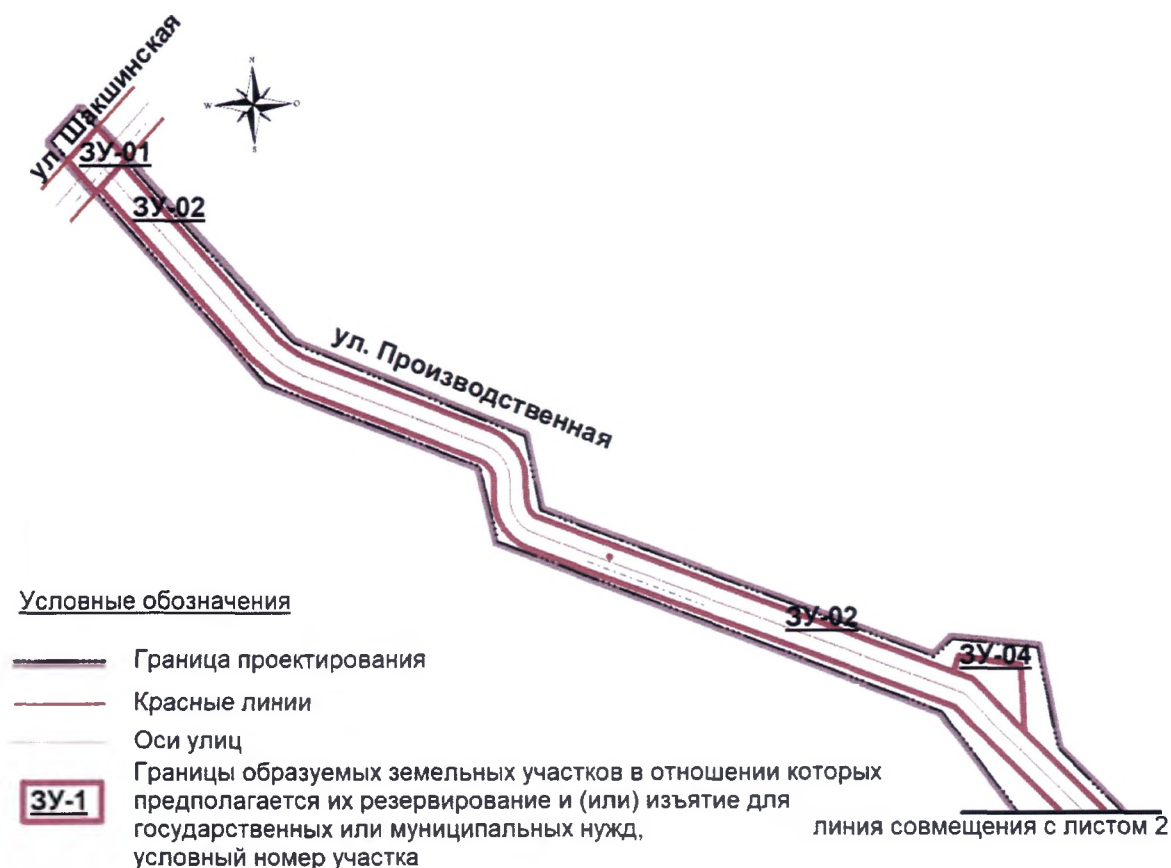 ул. Шакшинская
N
W
O
S
ЗУ-01
ЗУ-02
ул. Производственная
ЗУ-02
ЗУ-04
Условные обозначения
Граница проектирования
Красные линии
Оси улиц
ЗУ-1
Границы образуемых земельных участков в отношении которых
предполагается их резервирование и (или) изъятие для
государственных или муниципальных нужд,
условный номер участка
линия совмещения с листом 2